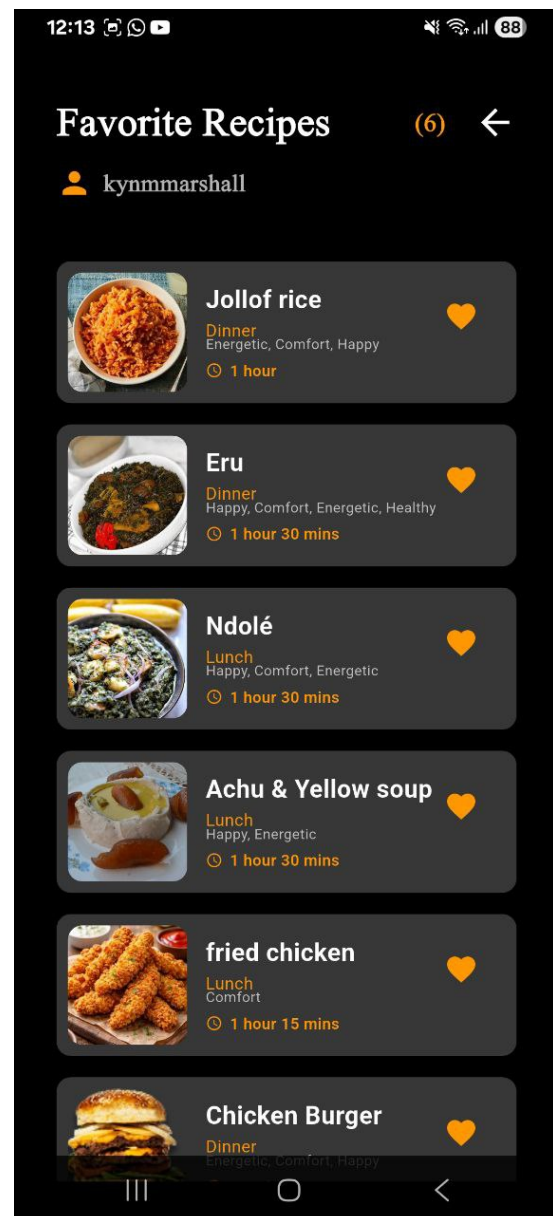 12:13
88
Favorite Recipes (6)
kynmmarshall
Jollof rice
Dinner
Energetic, Comfort, Happy
1 hour
Eru
Dinner
Happy, Comfort, Energetic, Healthy
1 hour 30 mins
Ndolé
Lunch
Happy, Comfort, Energetic
1 hour 30 mins
Achu & Yellow soup
Lunch
Happy, Energetic
1 hour 30 mins
fried chicken
Lunch
Comfort
1 hour 15 mins
Chicken Burger
Dinner
Energetic, Comfort, Happy